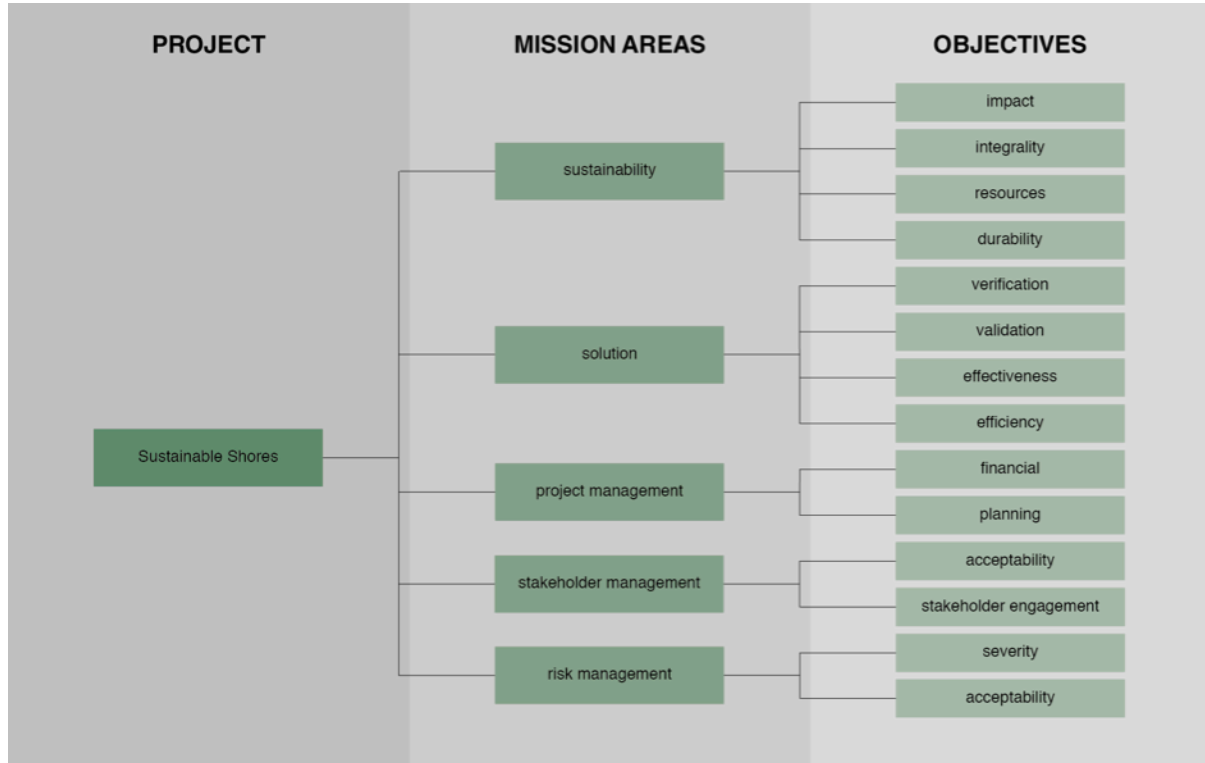 PROJECT
MISSION AREAS
OBJECTIVES
Sustainable Shores
sustainability
impact
integrality
resources
durability
solution
verification
validation
effectiveness
efficiency
project management
financial
planning
stakeholder management
acceptability
stakeholder engagement
risk management
severity
acceptability